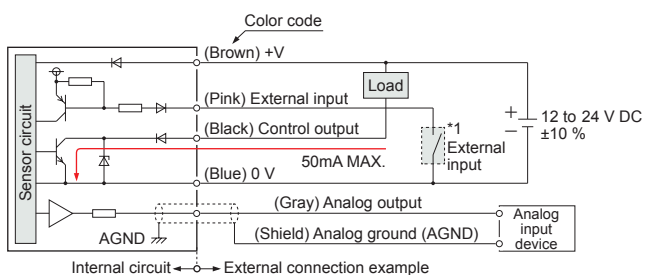 Color code
(Brown) +V
Load
(Pink) External input
(Black) Control output
*1
External
input
+
−
12 to 24 V DC
±10 %
50mA MAX.
(Blue) 0 V
Sensor circuit
(Gray) Analog output
AGND
(Shield) Analog ground (AGND)
Analog
input
device
Internal circuit
External connection example